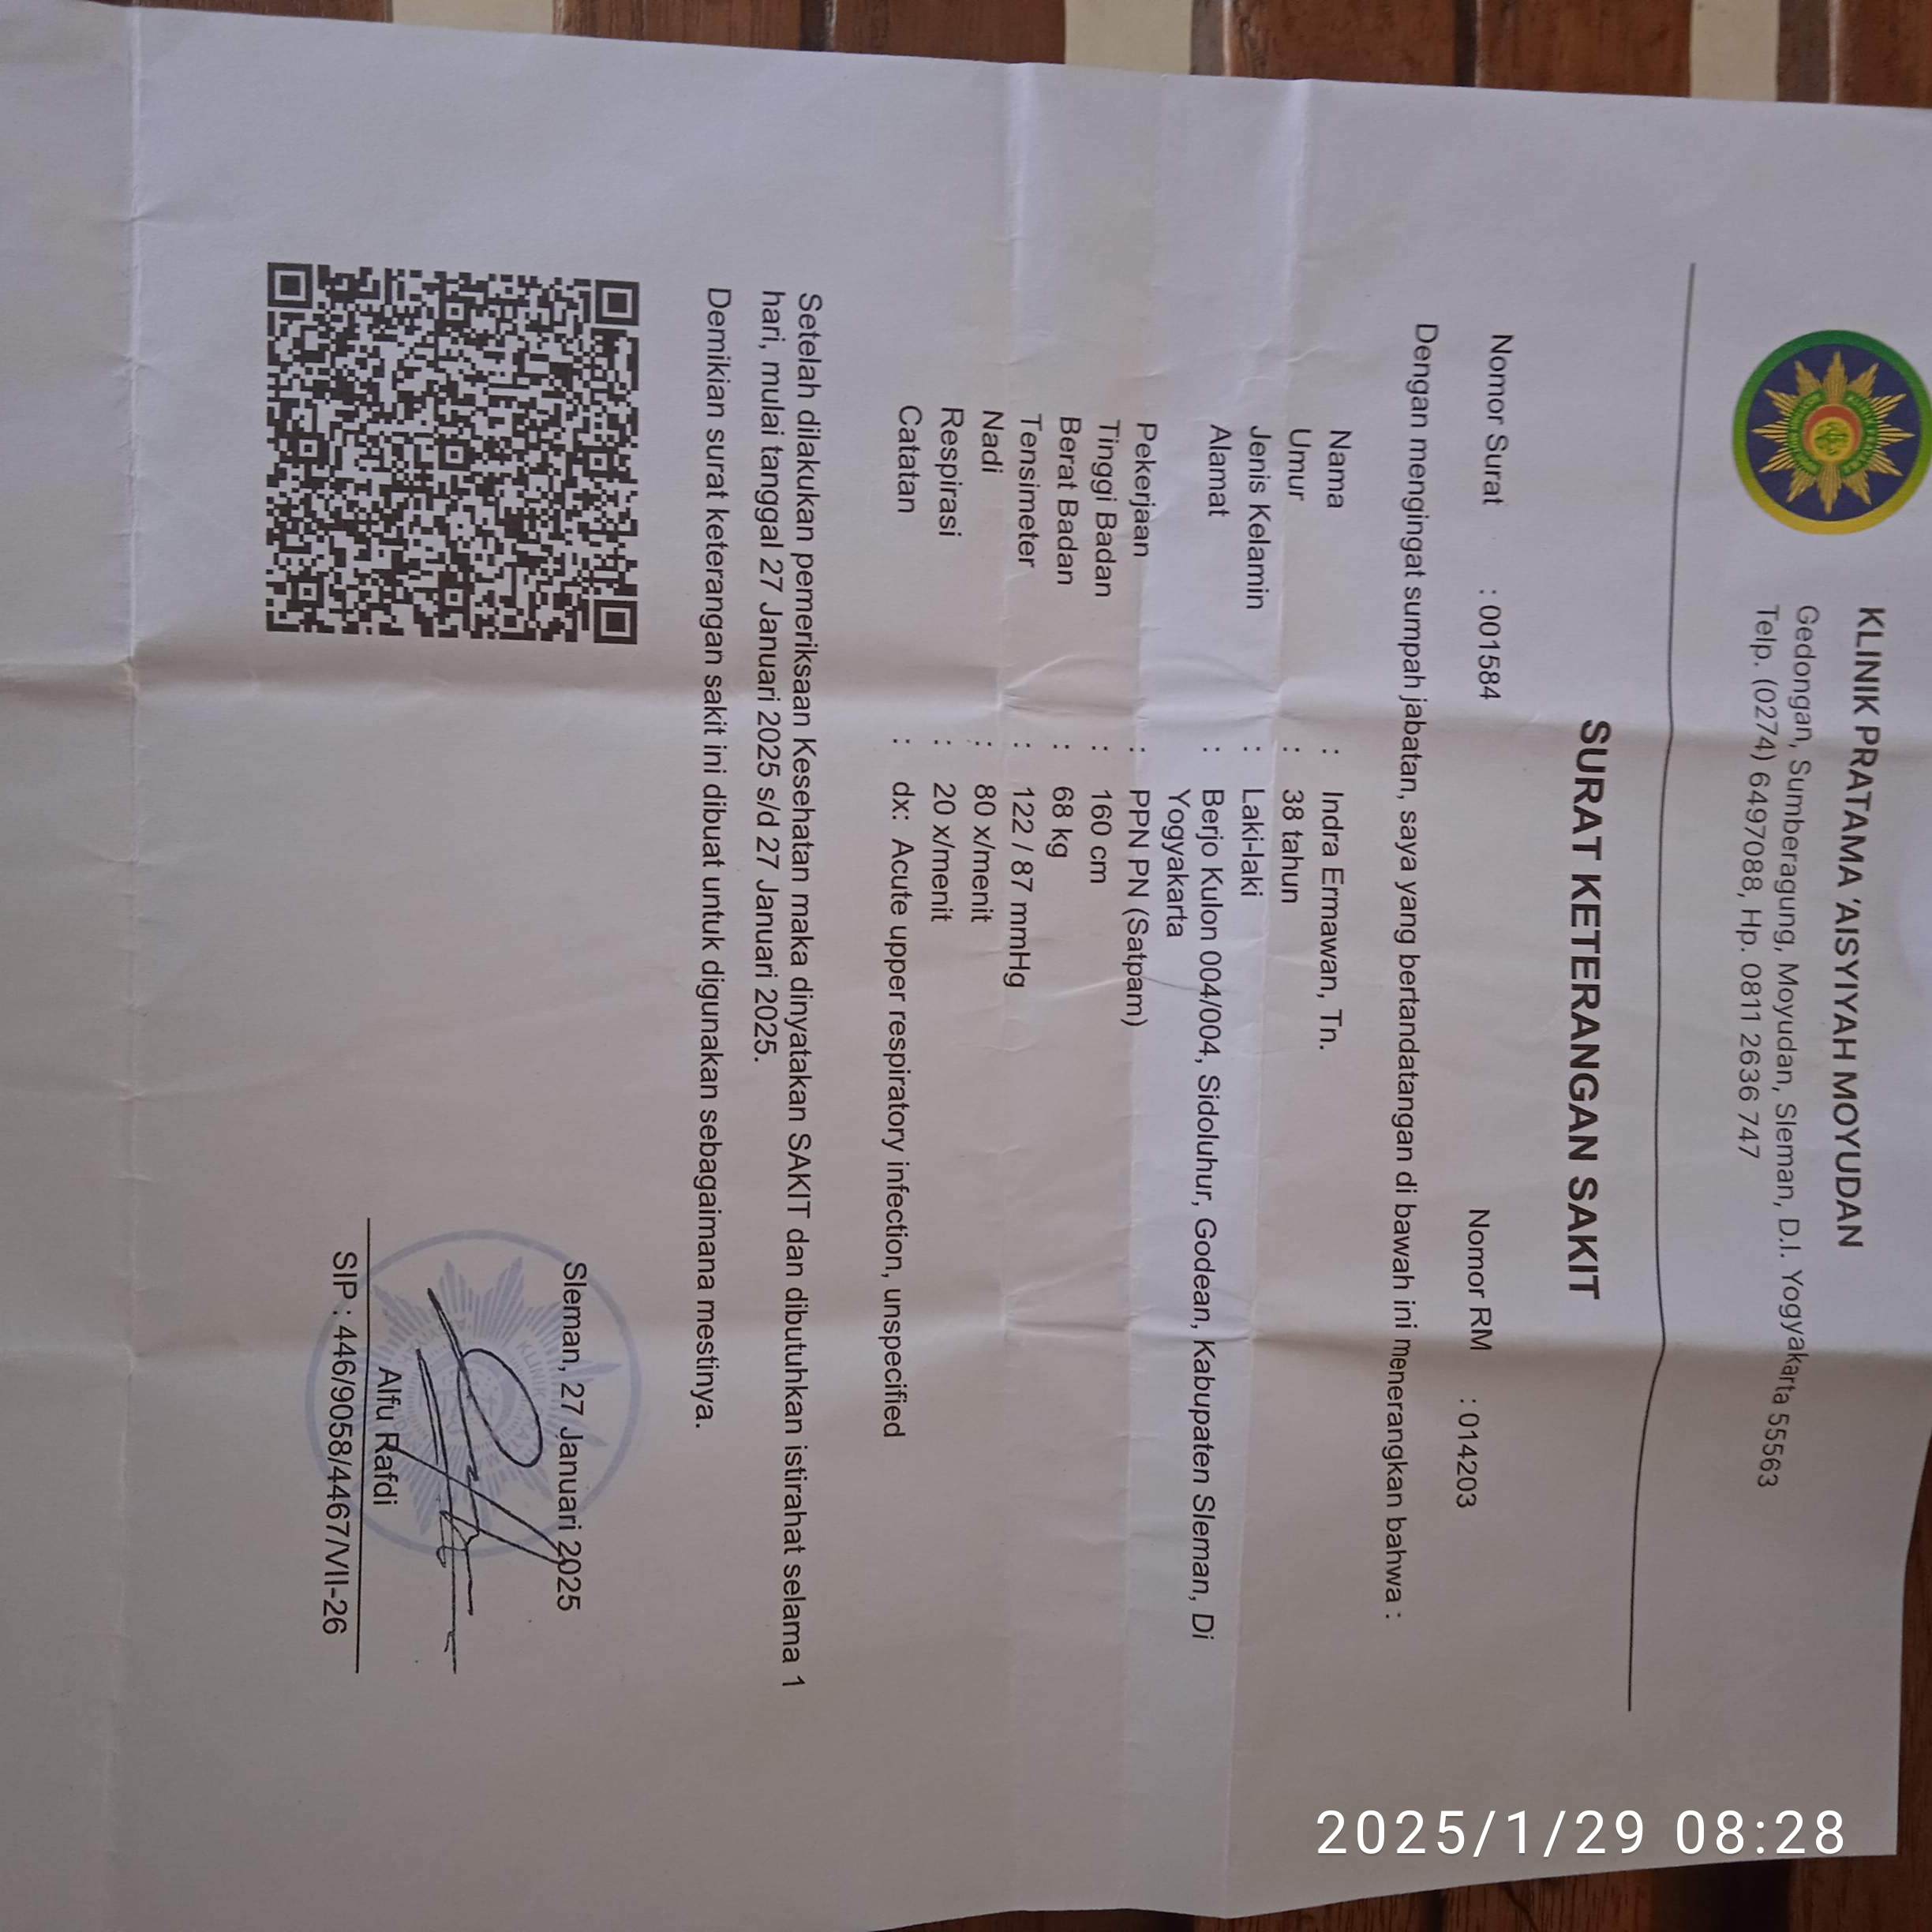 KLINIK PRATAMA 'AISYIYAH MOYUDAN
Gedongan, Sumberagung, Moyudan, Sleman, D.I. Yogyakarta 55563
Telp. (0274) 6497088, Hp. 0811 2636 747
SURAT KETERANGAN SAKIT
Nomor Surat : 001584 Nomor RM : 014203
Dengan mengingat sumpah jabatan, saya yang bertandatangan di bawah ini menerangkan bahwa :
Nama : Indra Ermawan, Tn.
Umur : 38 tahun
Jenis Kelamin : Laki-laki
Alamat : Berjo Kulon 004/004, Sidoluhur, Godean, Kabupaten Sleman, Di
Yogyakarta
Pekerjaan : PPN PN (Satpam)
Tinggi Badan : 160 cm
Berat Badan : 68 kg
Tensimeter : 122 / 87 mmHg
Nadi : 80 x/menit
Respirasi : 20 x/menit
Catatan : dx: Acute upper respiratory infection, unspecified
Setelah dilakukan pemeriksaan Kesehatan maka dinyatakan SAKIT dan dibutuhkan istirahat selama 1
hari, mulai tanggal 27 Januari 2025 s/d 27 Januari 2025.
Demikian surat keterangan sakit ini dibuat untuk digunakan sebagaimana mestinya.
Sleman, 27 Januari 2025
Alfu Rafdi
SIP : 446/9058/4467/VII-26
2025/1/29 08:28